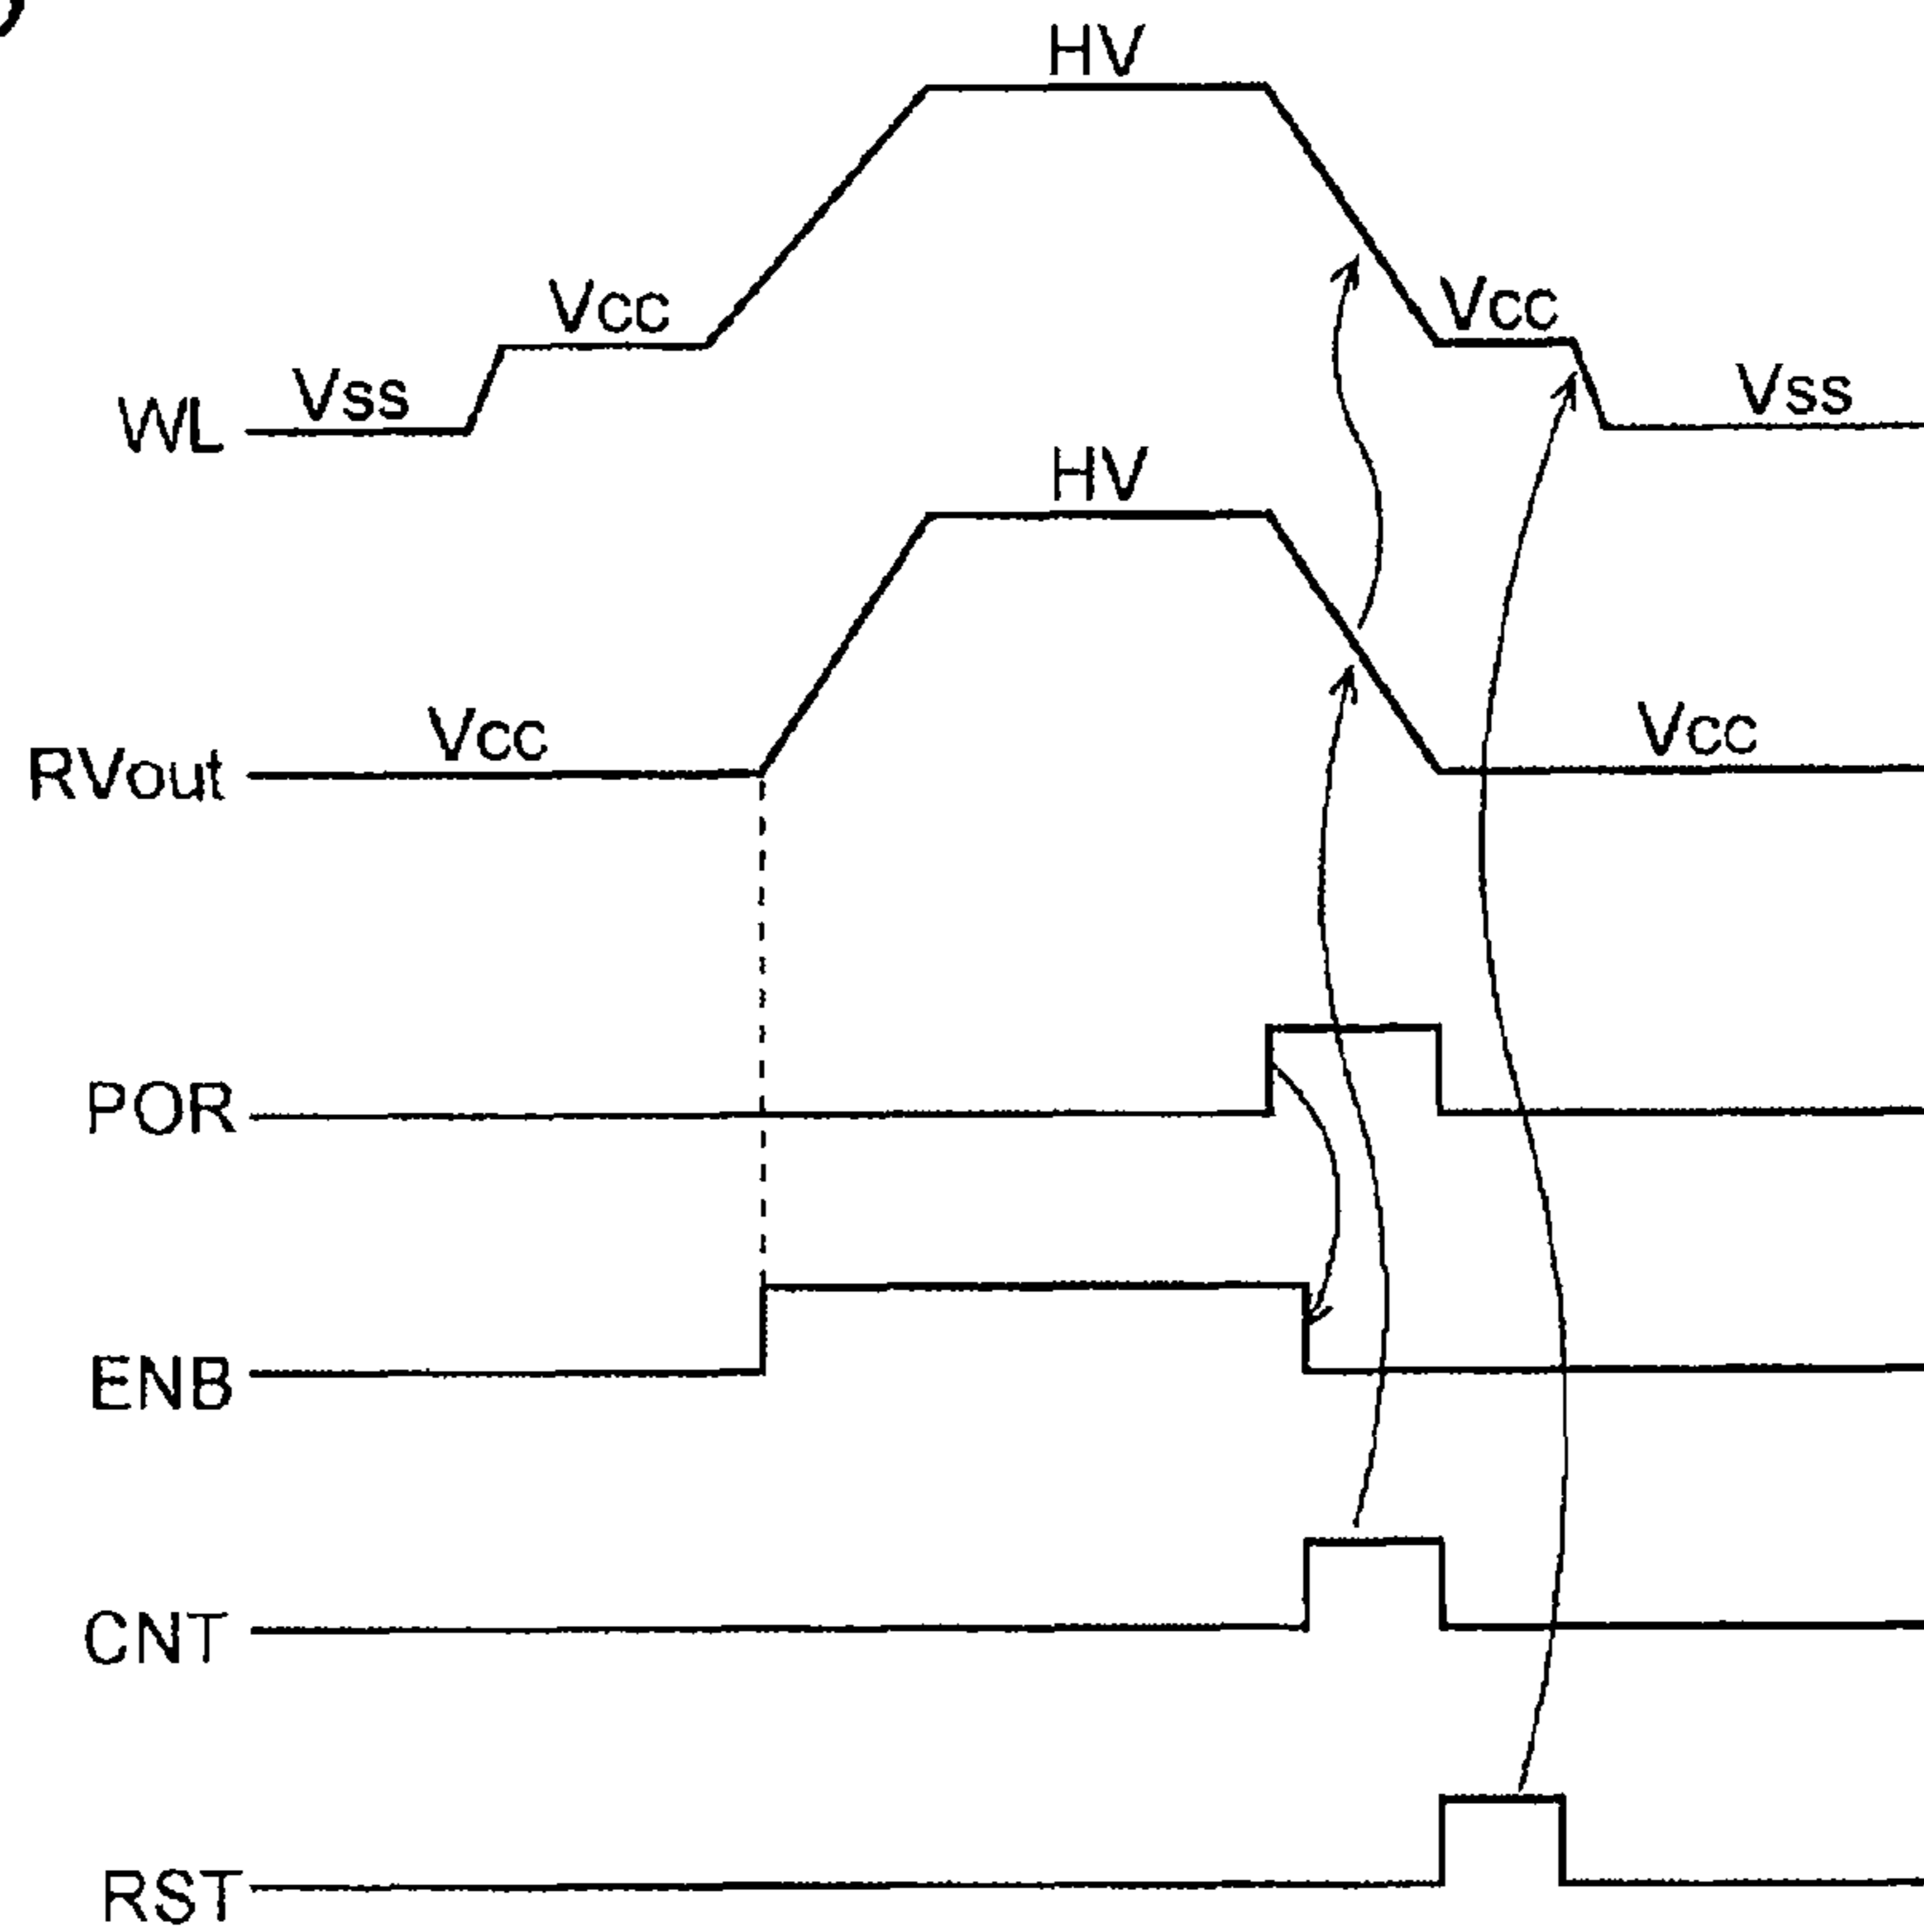 HV
Vcc
Vcc
Vss
Vss
WL
HV
Vcc
Vcc
RVout
POR
ENB
CNT
RST